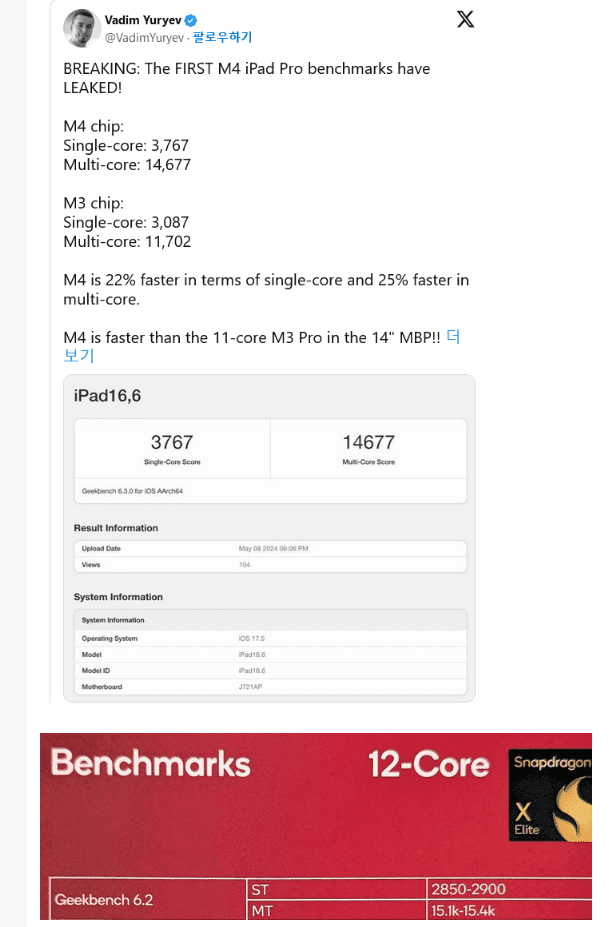 Vadim Yuryev
@VadimYuryev · 팔로우하기
X
BREAKING: The FIRST M4 iPad Pro benchmarks have
LEAKED!
M4 chip:
Single-core: 3,767
Multi-core: 14,677
M3 chip:
Single-core: 3,087
Multi-core: 11,702
M4 is 22% faster in terms of single-core and 25% faster in
multi-core.
M4 is faster than the 11-core M3 Pro in the 14" MBP!! 더
보기
iPad16,6
3767 14677
Single-Core Score Multi-Core Score
Geekbench 6.3.0 for iOS AArch64
Result Information
Upload Date May 08 2024 06:06 PM
Views 104
System Information
System Information
Operating System iOS 17.5
Model iPad16,6
Model ID iPad16,6
Motherboard J721AP
Benchmarks 12-Core
Snapdragon
X
Elite
Geekbench 6.2
ST 2850-2900
MT 15.1k-15.4k